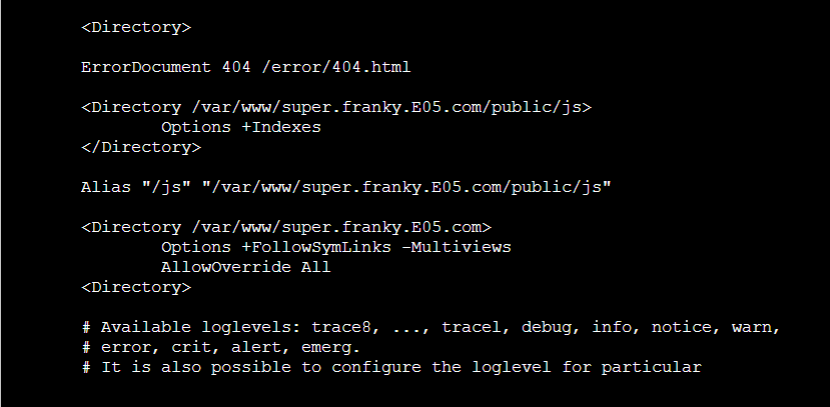 <Directory>
ErrorDocument 404 /error/404.html
<Directory /var/www/super.franky.E05.com/public/js>
Options +Indexes
</Directory>
Alias "/js" "/var/www/super.franky.E05.com/public/js"
<Directory /var/www/super.franky.E05.com>
Options +FollowSymLinks -Multiviews
AllowOverride All
<Directory>
# Available loglevels: trace8, ..., tracel, debug, info, notice, warn,
# error, crit, alert, emerg.
# It is also possible to configure the loglevel for particular